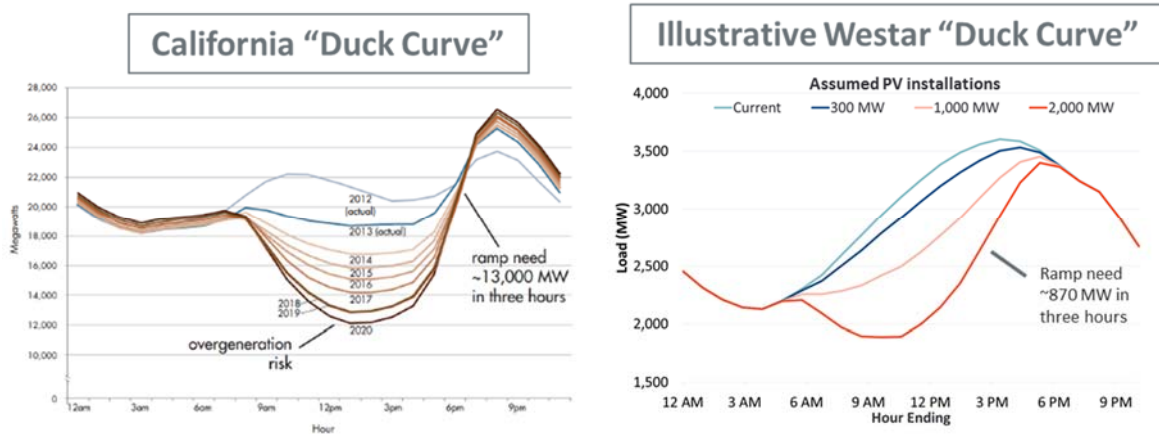 California “Duck Curve”
28,000
26,000
24,000
22,000
20,000
18,000
16,000
14,000
12,000
10,000
0
Megawatts
2012
(actual)
2013 (actual)
2014
2015
2016
2017
2018
2019
2020
ramp need
~13,000 MW
in three hours
overgeneration
risk
12am
3am
6am
9am
12pm
3pm
6pm
9pm
Hour
Illustrative Westar “Duck Curve”
Assumed PV installations
Current
300 MW
1,000 MW
2,000 MW
4,000
3,500
3,000
2,500
2,000
1,500
Load (MW)
Ramp need
~870 MW in
three hours
12 AM
3 AM
6 AM
9 AM
12 PM
3 PM
6 PM
9 PM
Hour Ending